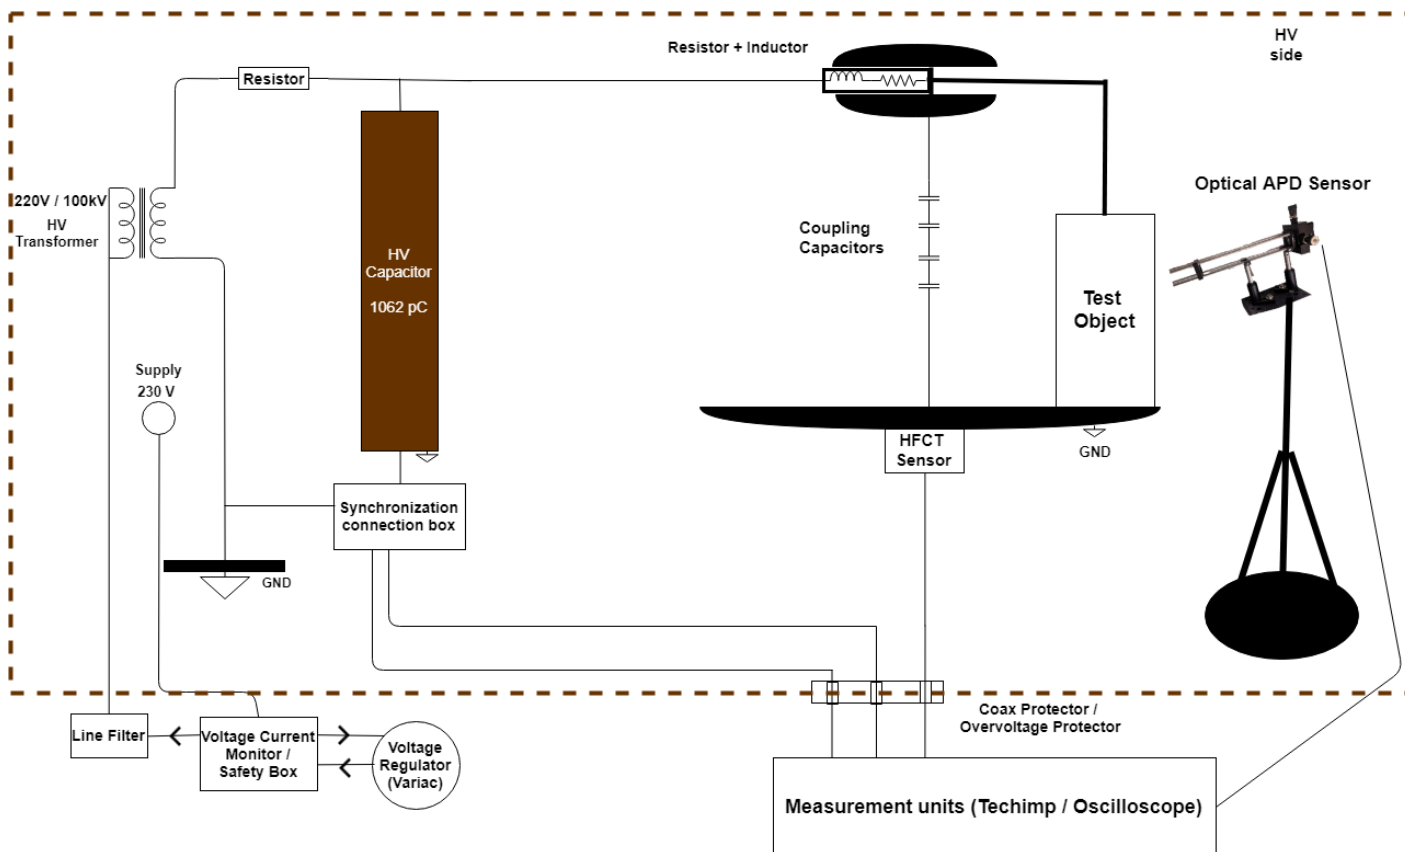 Resistor + Inductor
HV
side
Resistor
220V / 100kV
HV
Transformer
Optical APD Sensor
Coupling
Capacitors
HV
Capacitor
1062 pC
Test
Object
Supply
230 V
HFCT
Sensor
GND
Synchronization
connection box
GND
Coax Protector /
Overvoltage Protector
Line Filter
Voltage Current
Monitor /
Safety Box
Voltage
Regulator
(Variac)
Measurement units (Techimp / Oscilloscope)